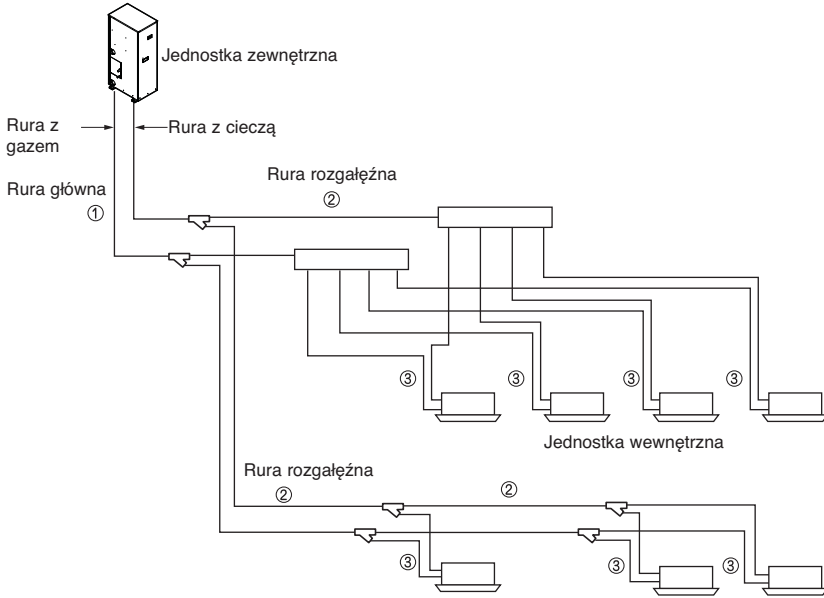 Jednostka zewnętrzna
Rura z
gazem
Rura z cieczą
Rura główna
①
Rura rozgałęźna
②
③
③
③
③
Jednostka wewnętrzna
Rura rozgałęźna
②
②
③
③
③